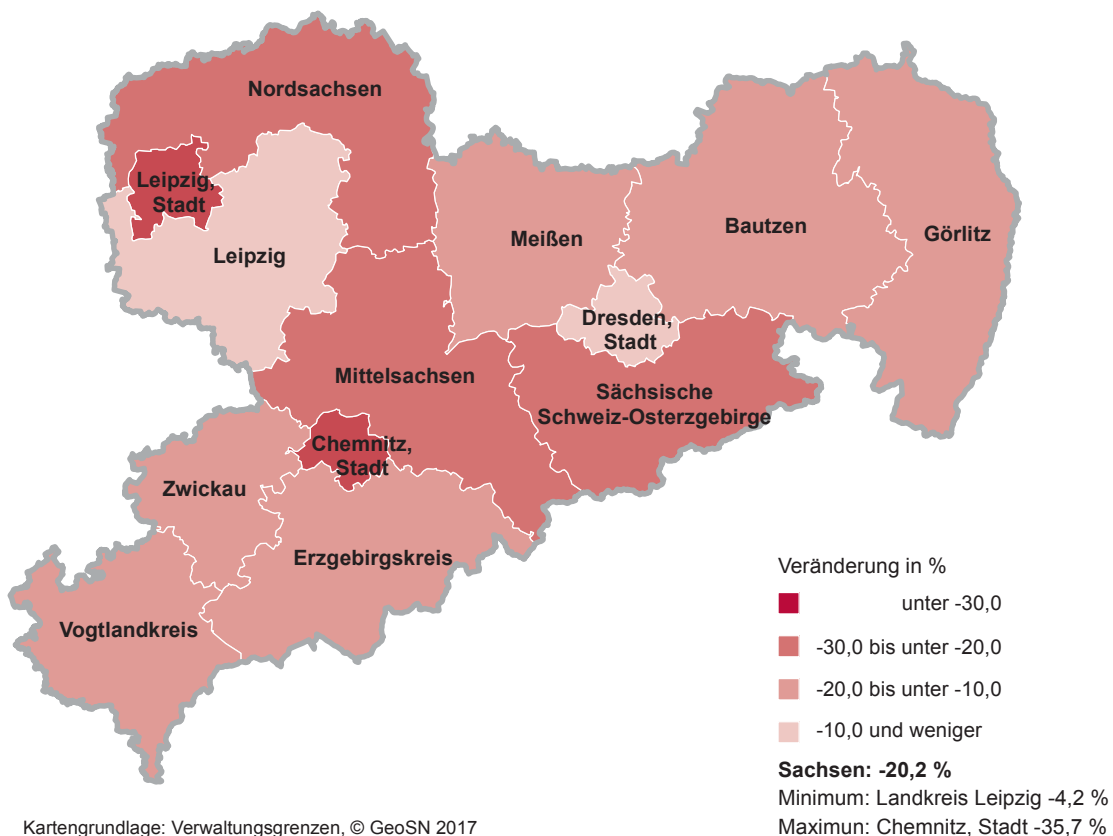 Nordsachsen
Leipzig,
Stadt
Leipzig
Meißen
Bautzen
Görlitz
Dresden,
Stadt
Mittelsachsen
Sächsische
Schweiz-Osterzgebirge
Chemnitz,
Stadt
Zwickau
Erzgebirgskreis
Vogtlandkreis
Veränderung in %
unter -30,0
-30,0 bis unter -20,0
-20,0 bis unter -10,0
-10,0 und weniger
Sachsen: -20,2 %
Minimum: Landkreis Leipzig -4,2 %
Maximun: Chemnitz, Stadt -35,7 %
Kartengrundlage: Verwaltungsgrenzen, © GeoSN 2017